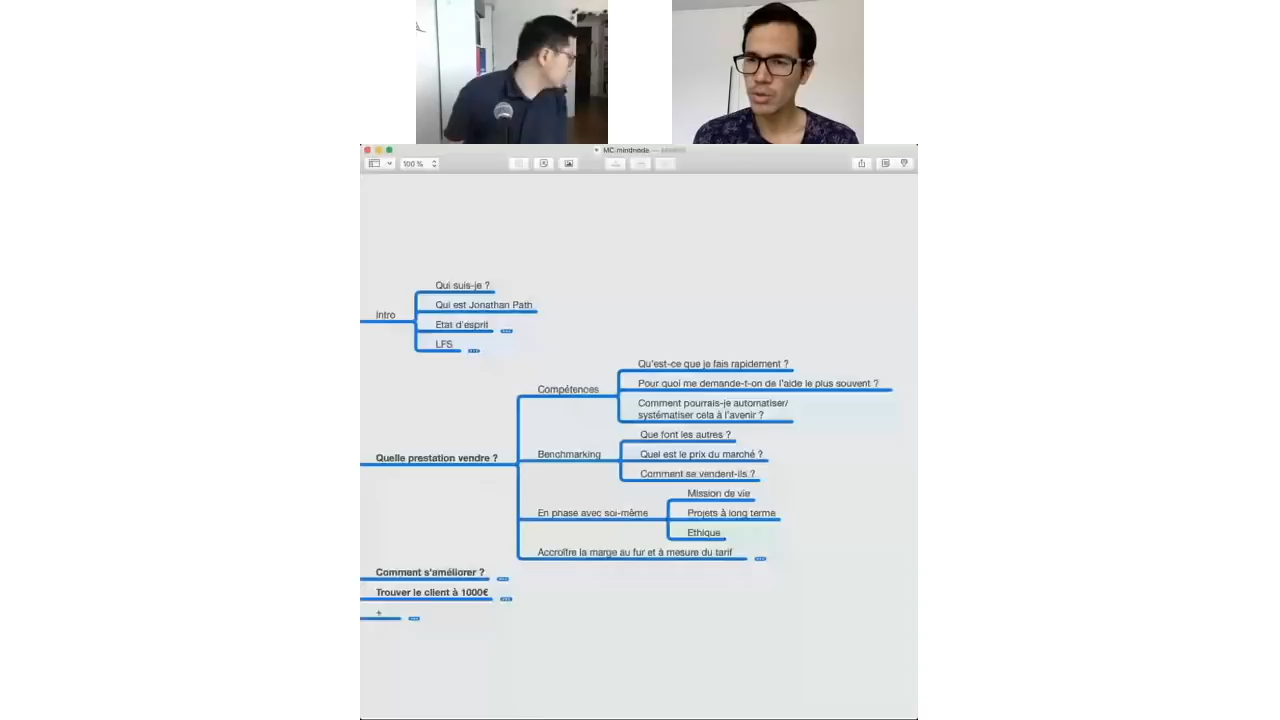 MC.mindnode
100 %
Qui suis-je ?
Qui est Jonathan Path
Intro
Etat d'esprit
LFS
Qu'est-ce que je fais rapidement ?
Compétences
Pour quoi me demande-t-on de l'aide le plus souvent ?
Comment pourrais-je automatiser/
systématiser cela à l'avenir ?
Que font les autres ?
Quelle prestation vendre ?
Benchmarking
Quel est le prix du marché ?
Comment se vendent-ils ?
Mission de vie
En phase avec soi-même
Projets à long terme
Ethique
Accroître la marge au fur et à mesure du tarif
Comment s'améliorer ?
Trouver le client à 1000€
+